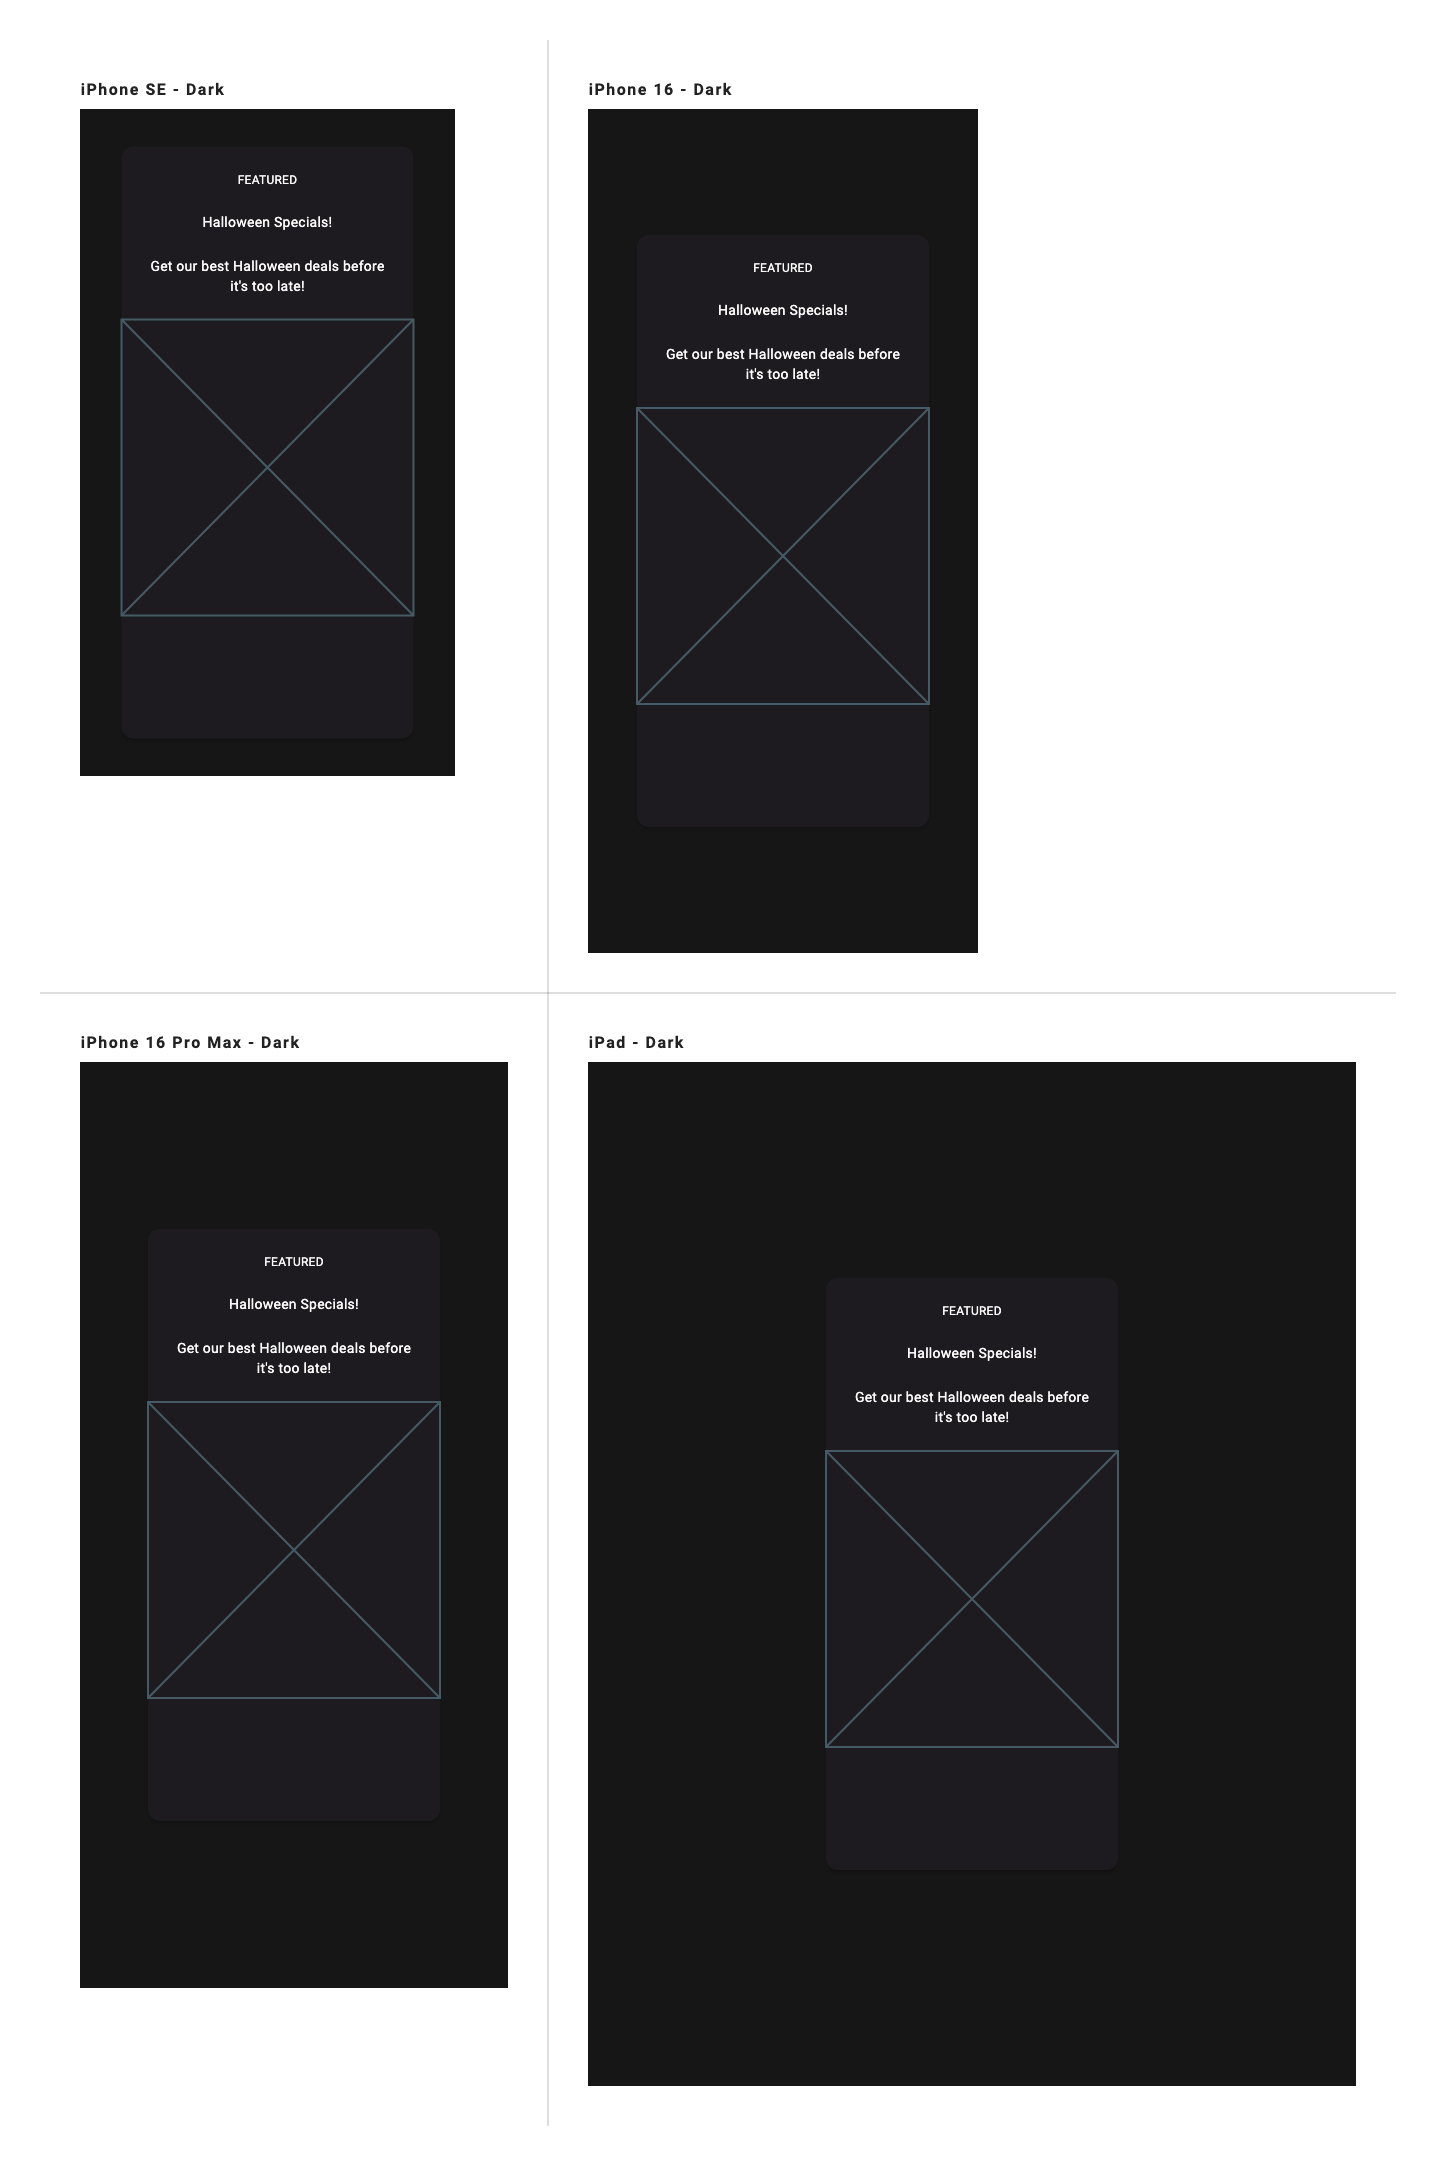 iPhone SE - Dark
FEATURED
Halloween Specials!
Get our best Halloween deals before
it's too late!
iPhone 16 - Dark
FEATURED
Halloween Specials!
Get our best Halloween deals before
it's too late!
iPhone 16 Pro Max - Dark
FEATURED
Halloween Specials!
Get our best Halloween deals before
it's too late!
iPad - Dark
FEATURED
Halloween Specials!
Get our best Halloween deals before
it's too late!